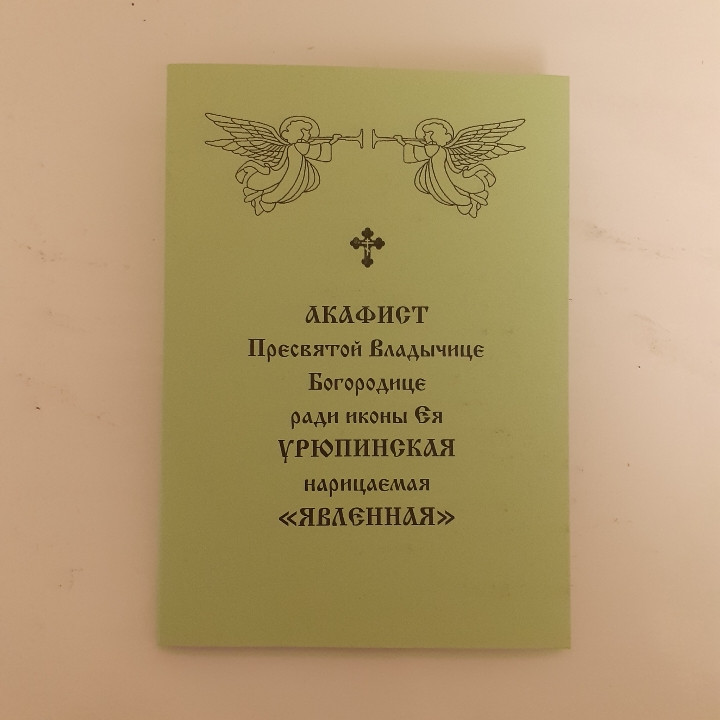 АКАФИСТ
Пресвятой Владычице
Богородице
ради иконы Ея
УРЮПИНСКАЯ
нарицаемая
«ЯВЛЕННАЯ»